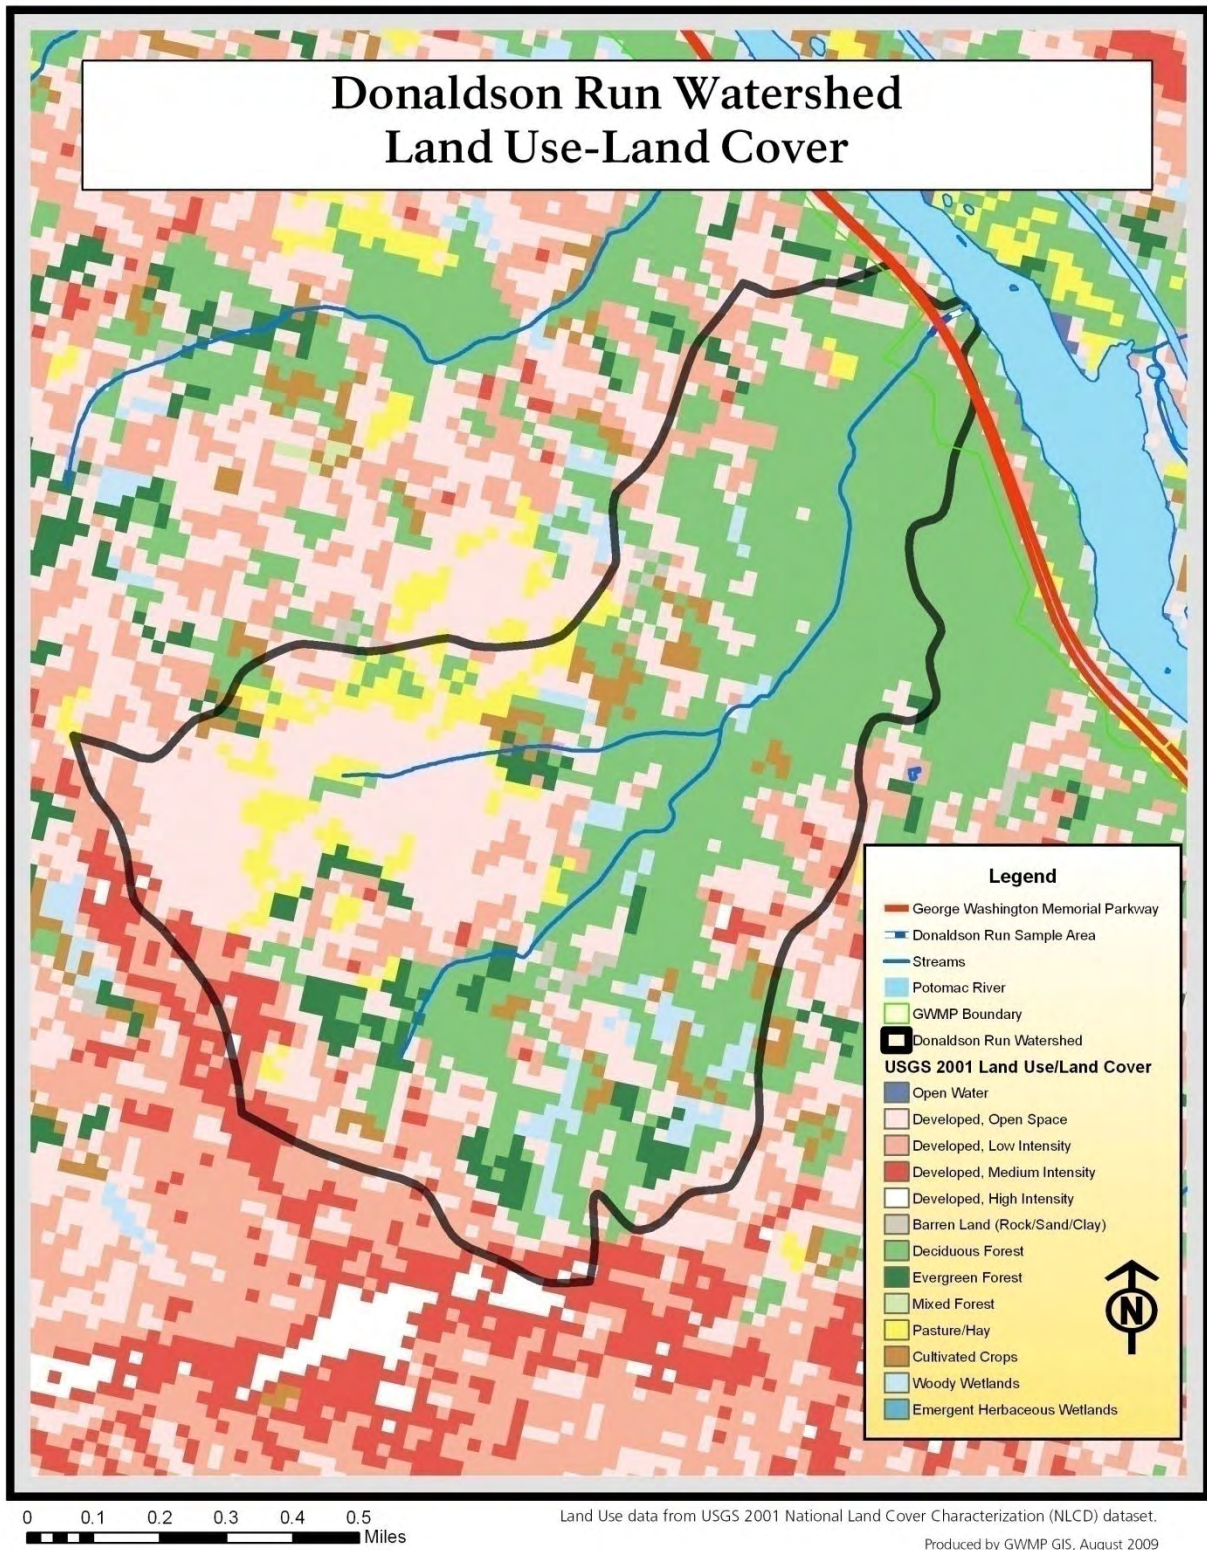 Donaldson Run Watershed
Land Use-Land Cover
Legend
George Washington Memorial Parkway
Donaldson Run Sample Area
Streams
Potomac River
GWMP Boundary
Donaldson Run Watershed
USGS 2001 Land Use/Land Cover
Open Water
Developed, Open Space
Developed, Low Intensity
Developed, Medium Intensity
Developed, High Intensity
Barren Land (Rock/Sand/Clay)
Deciduous Forest
Evergreen Forest
Mixed Forest
Pasture/Hay
Cultivated Crops
Woody Wetlands
Emergent Herbaceous Wetlands
N
0 0.1 0.2 0.3 0.4 0.5
Miles
Land Use data from USGS 2001 National Land Cover Characterization (NLCD) dataset.
Produced by GWMP GIS, August 2009